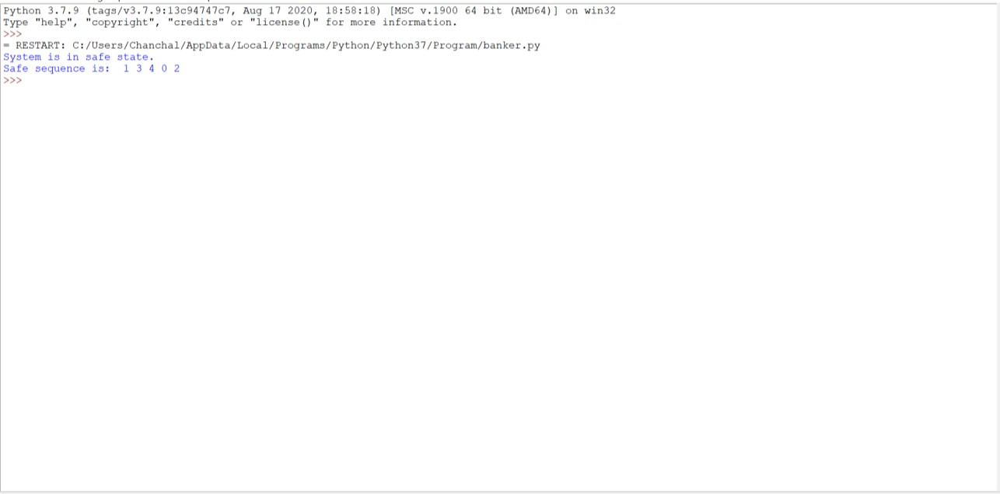 Python 3.7.9 (tags/v3.7.9:13c94747c7, Aug 17 2020, 18:58:18) [MSC v.1900 64 bit (AMD64)] on win32
Type "help", "copyright", "credits" or "license()" for more information.
>>>
= RESTART: C:/Users/Chanchal/AppData/Local/Programs/Python/Python37/Program/banker.py
System is in safe state.
Safe sequence is:  1 3 4 0 2
>>>